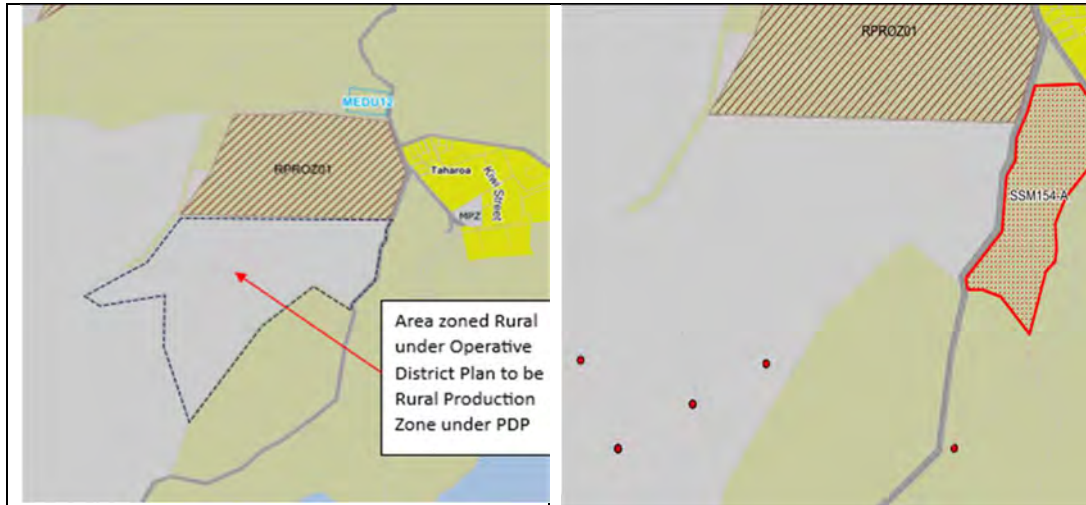 MEDU12
RPROZ01
Taharoa
Kiwi Street
MPZ
Area zoned Rural
under Operative
District Plan to be
Rural Production
Zone under PDP
RPROZ01
SSM154-A